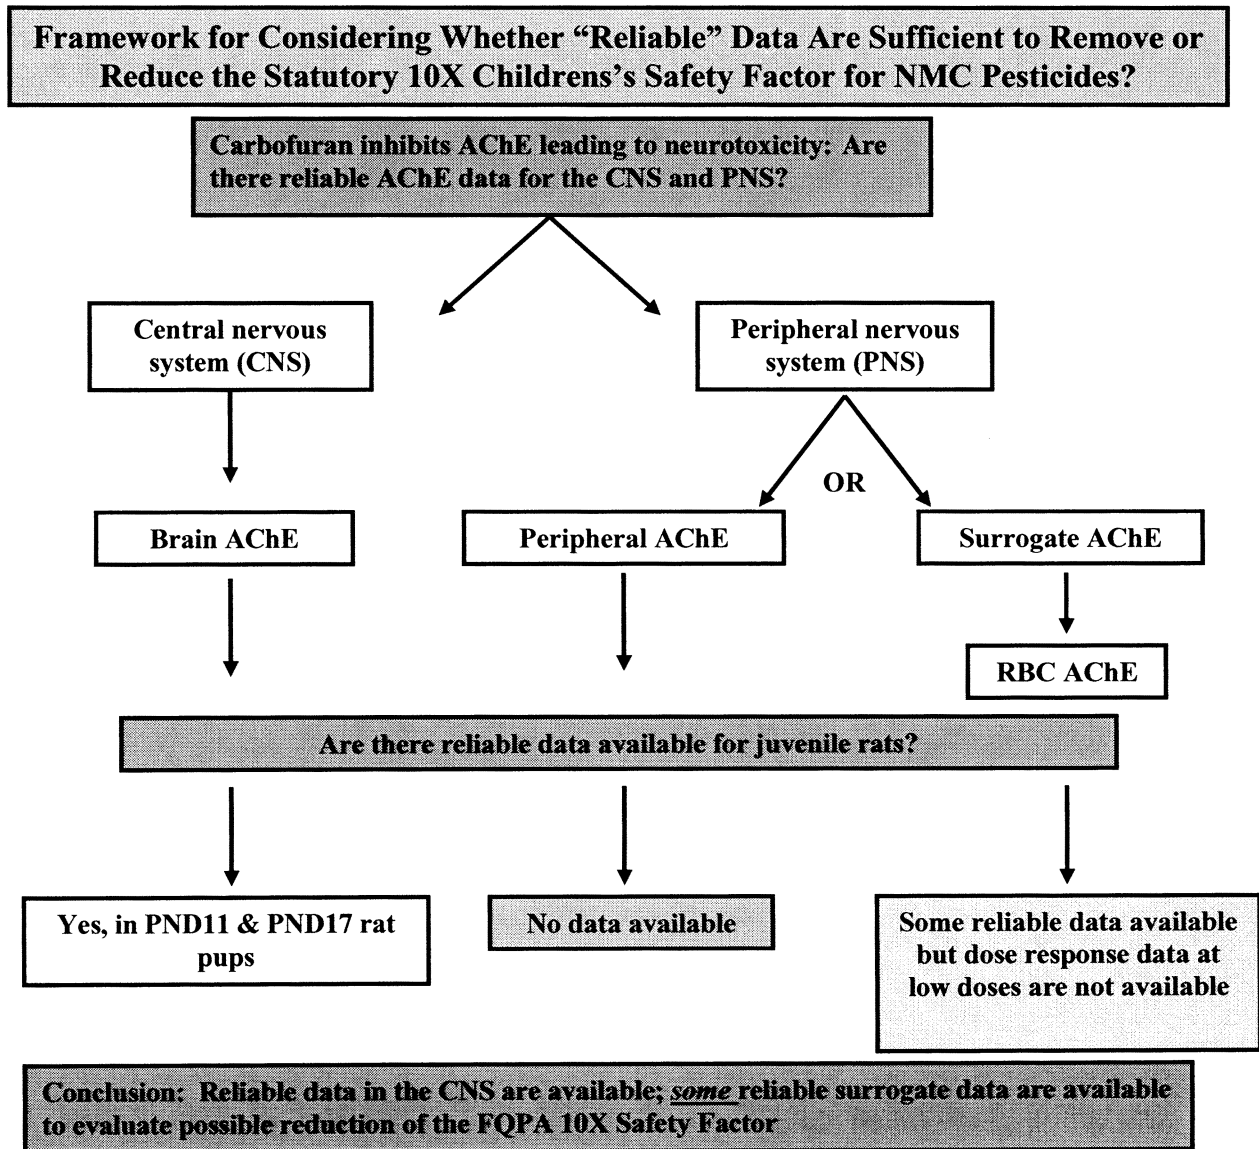 Framework for Considering Whether “Reliable” Data Are Sufficient to Remove or
Reduce the Statutory 10X Childrens’s Safety Factor for NMC Pesticides?
Carbofuran inhibits AChE leading to neurotoxicity: Are
there reliable AChE data for the CNS and PNS?
Central nervous
system (CNS)
Peripheral nervous
system (PNS)
OR
Brain AChE
Peripheral AChE
Surrogate AChE
RBC AChE
Are there reliable data available for juvenile rats?
Yes, in PND11 & PND17 rat
pups
No data available
Some reliable data available
but dose response data at
low doses are not available
Conclusion: Reliable data in the CNS are available; some reliable surrogate data are available
to evaluate possible reduction of the FQPA 10X Safety Factor